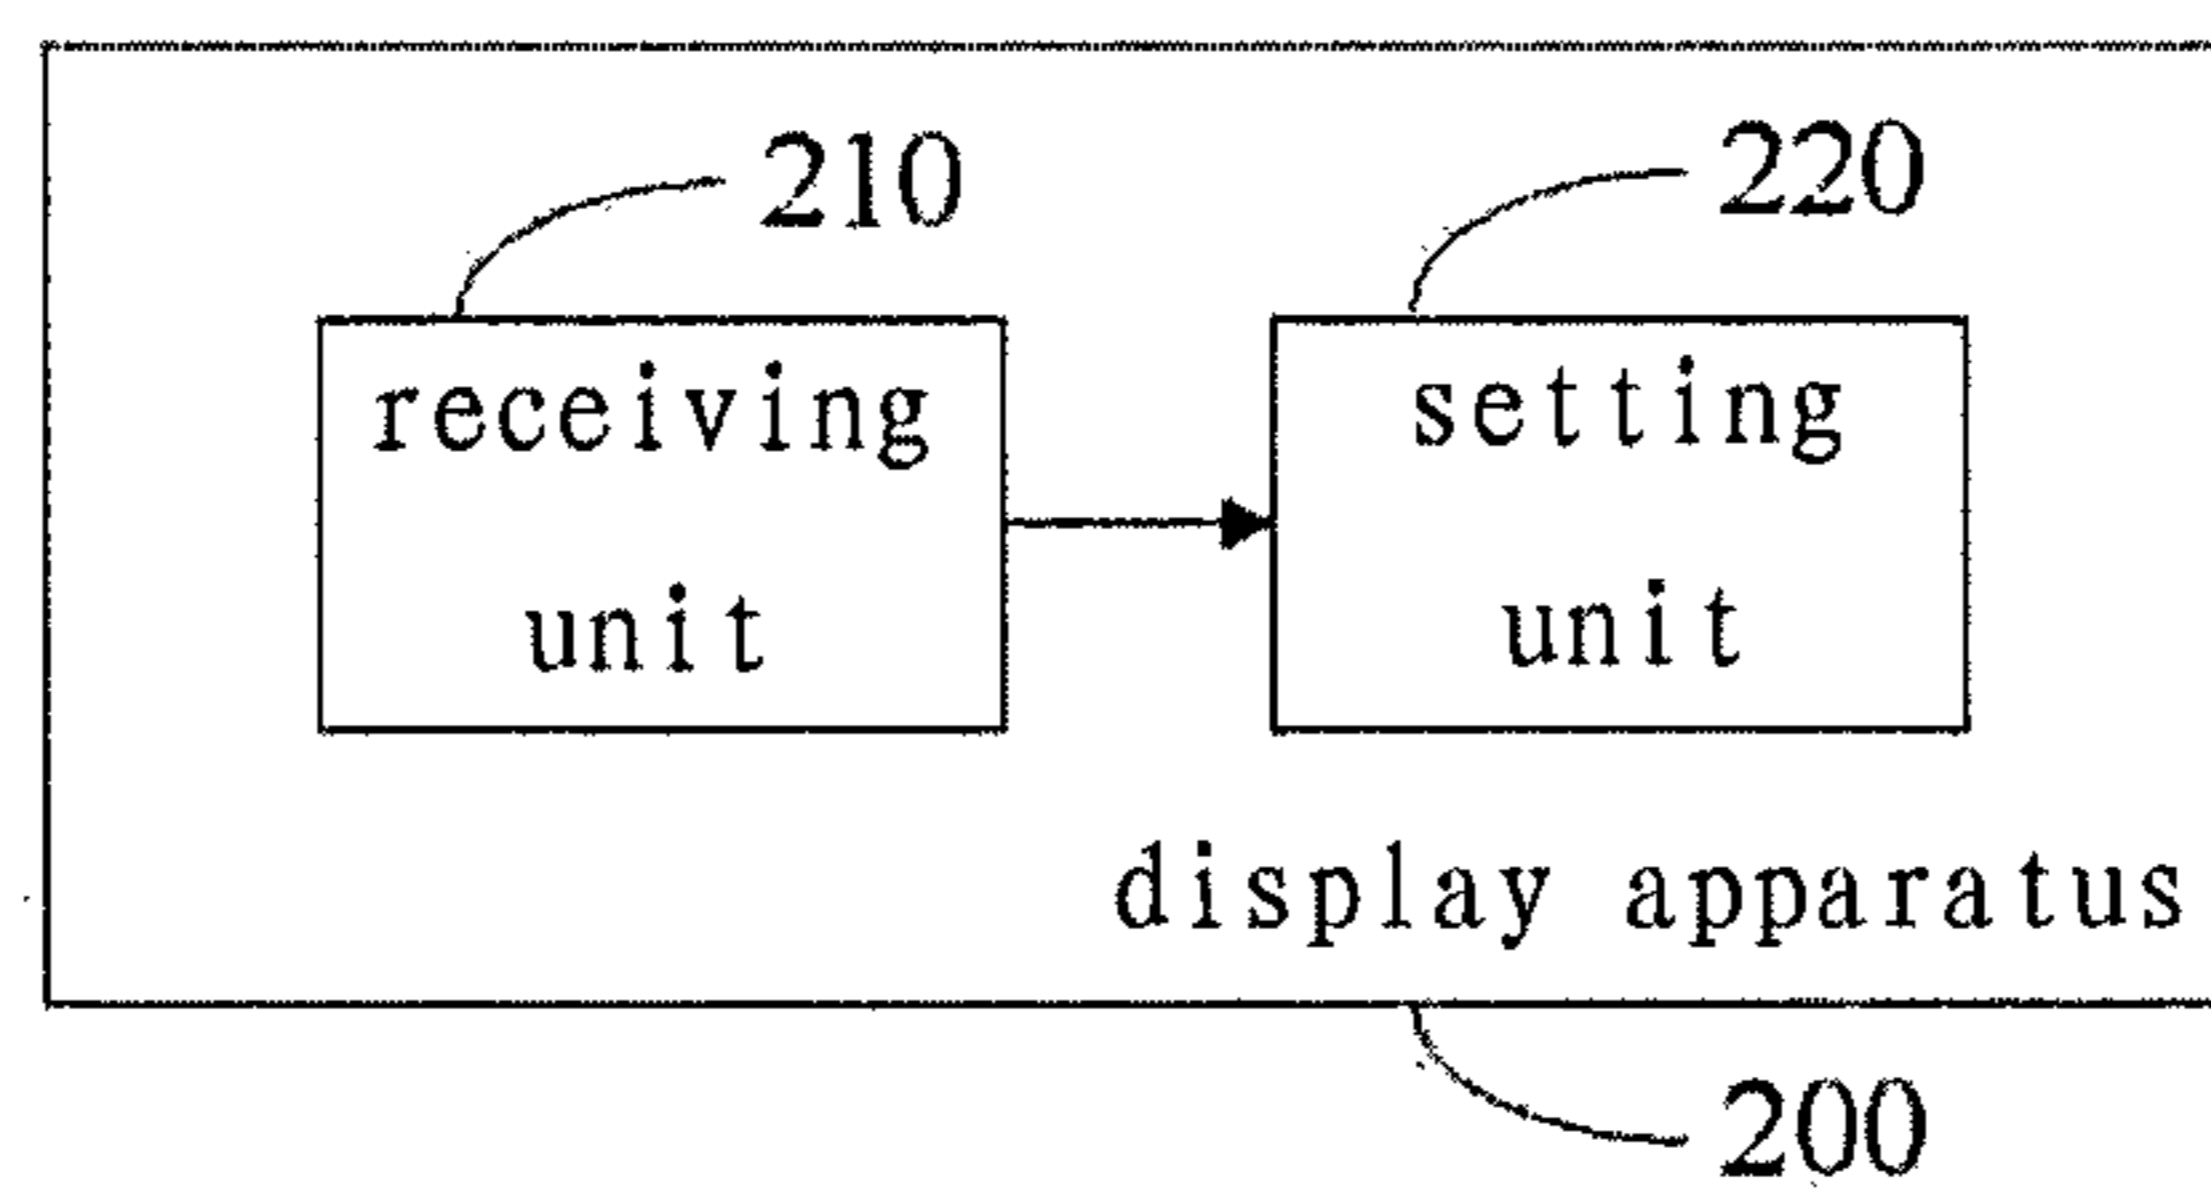 210
220
receiving
unit
setting
unit
display apparatus
200